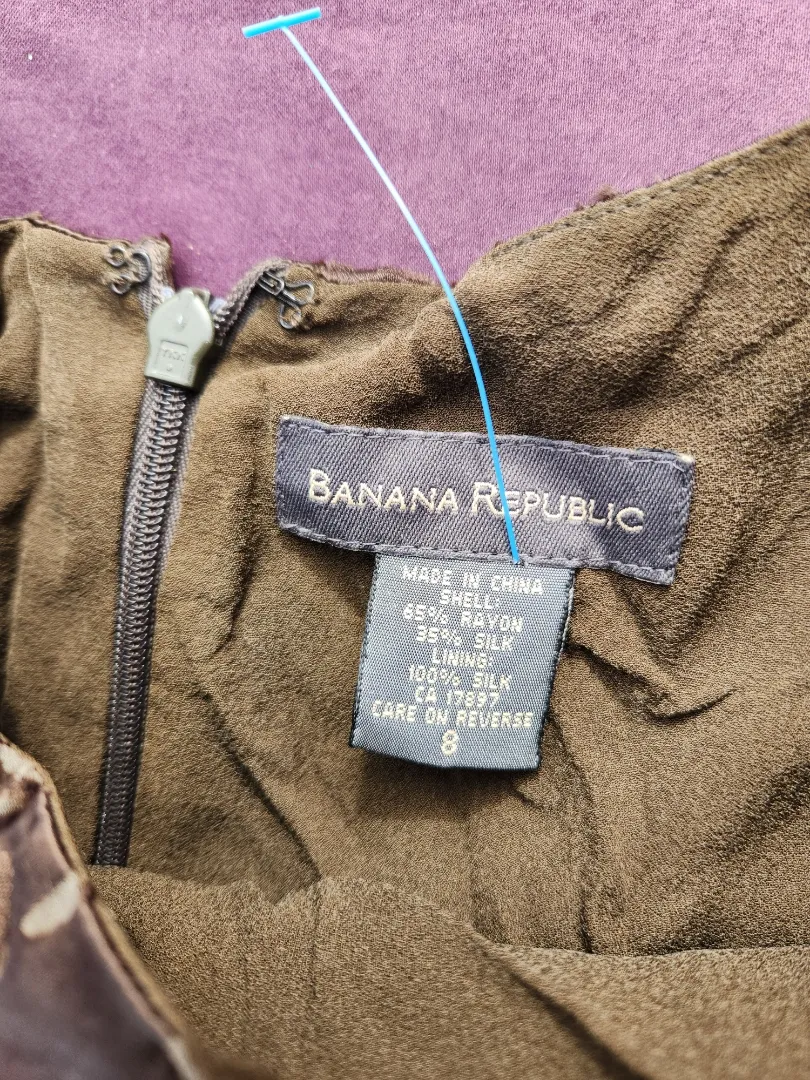 BANANA REPUBLIC
MADE IN CHINA
SHELL:
65% RAYON
35% SILK
LINING:
100% SILK
CA 17897
CARE ON REVERSE
8